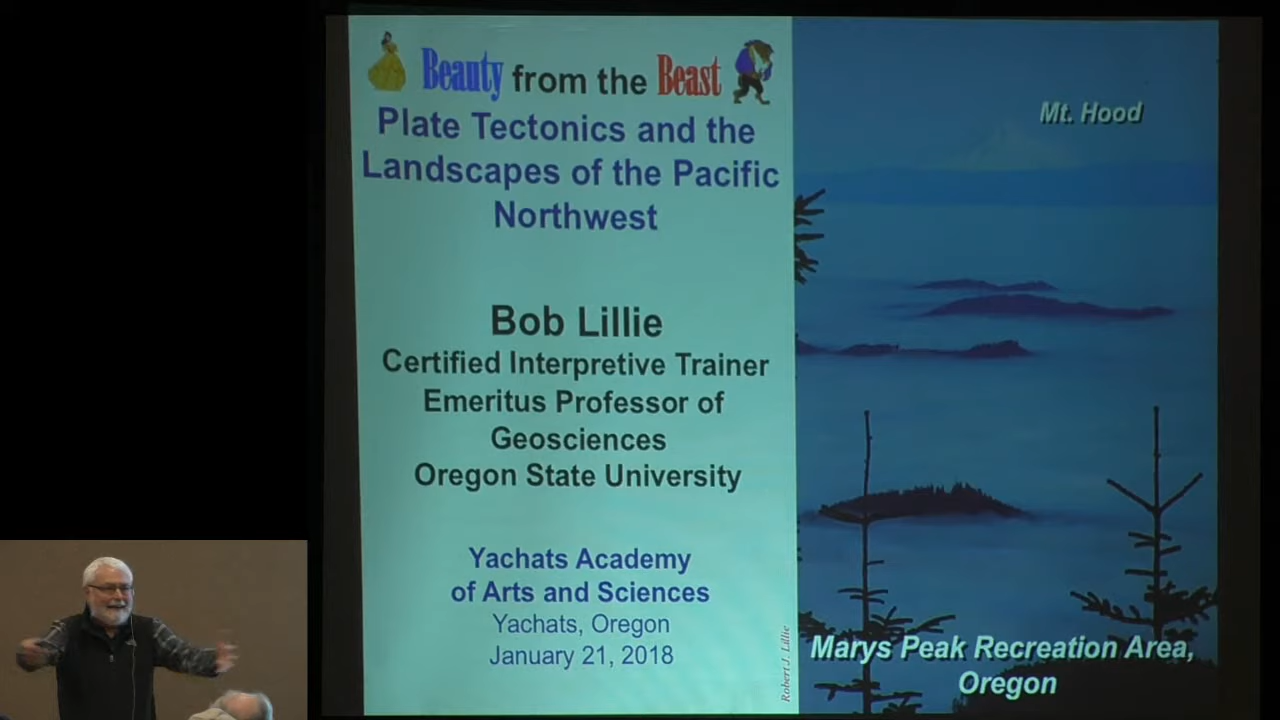 Beauty from the Beast
Plate Tectonics and the
Landscapes of the Pacific
Northwest
Bob Lillie
Certified Interpretive Trainer
Emeritus Professor of
Geosciences
Oregon State University
Yachats Academy
of Arts and Sciences
Yachats, Oregon
January 21, 2018
Robert J. Lillie
Mt. Hood
Marys Peak Recreation Area,
Oregon